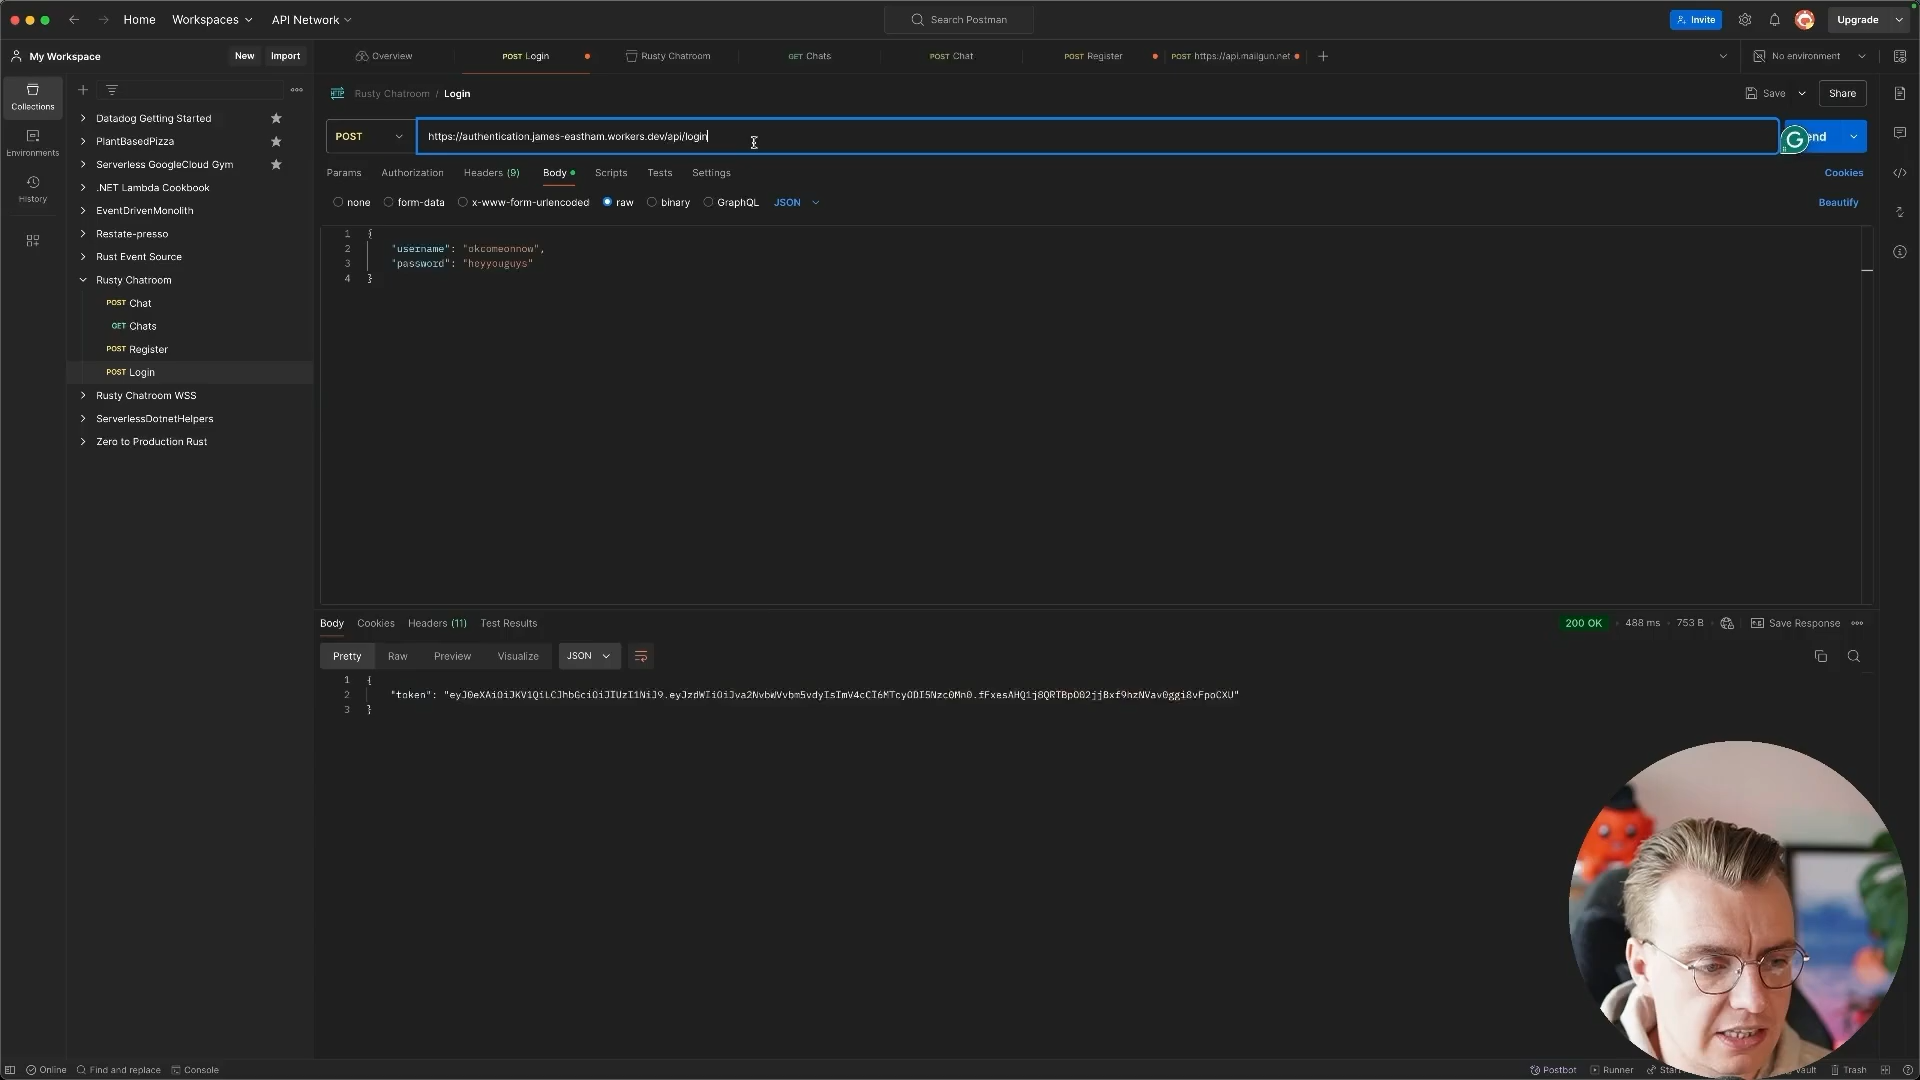 Home
Workspaces
API Network
Search Postman
Invite
Upgrade
My Workspace
New
Import
Overview
POST Login
Rusty Chatroom
GET Chats
POST Chat
POST Register
POST https://api.mailgun.net
No environment
Collections
Environments
History
Datadog Getting Started
PlantBasedPizza
Serverless GoogleCloud Gym
.NET Lambda Cookbook
EventDrivenMonolith
Restate-presso
Rust Event Source
Rusty Chatroom
POST Chat
GET Chats
POST Register
POST Login
Rusty Chatroom WSS
ServerlessDotnetHelpers
Zero to Production Rust
HTTP
Rusty Chatroom / Login
Save
Share
POST
https://authentication.james-eastham.workers.dev/api/login
G
end
Params
Authorization
Headers (9)
Body
Scripts
Tests
Settings
Cookies
none
form-data
x-www-form-urlencoded
raw
binary
GraphQL
JSON
Beautify
1 {
2 "username": "okcomeonnow",
3 "password": "heyyouguys"
4 }
Body
Cookies
Headers (11)
Test Results
200 OK
488 ms
753 B
Save Response
Pretty
Raw
Preview
Visualize
JSON
1 {
2 "token":
3 }
Online
Find and replace
Console
Postbot
Runner
Vault
Trash